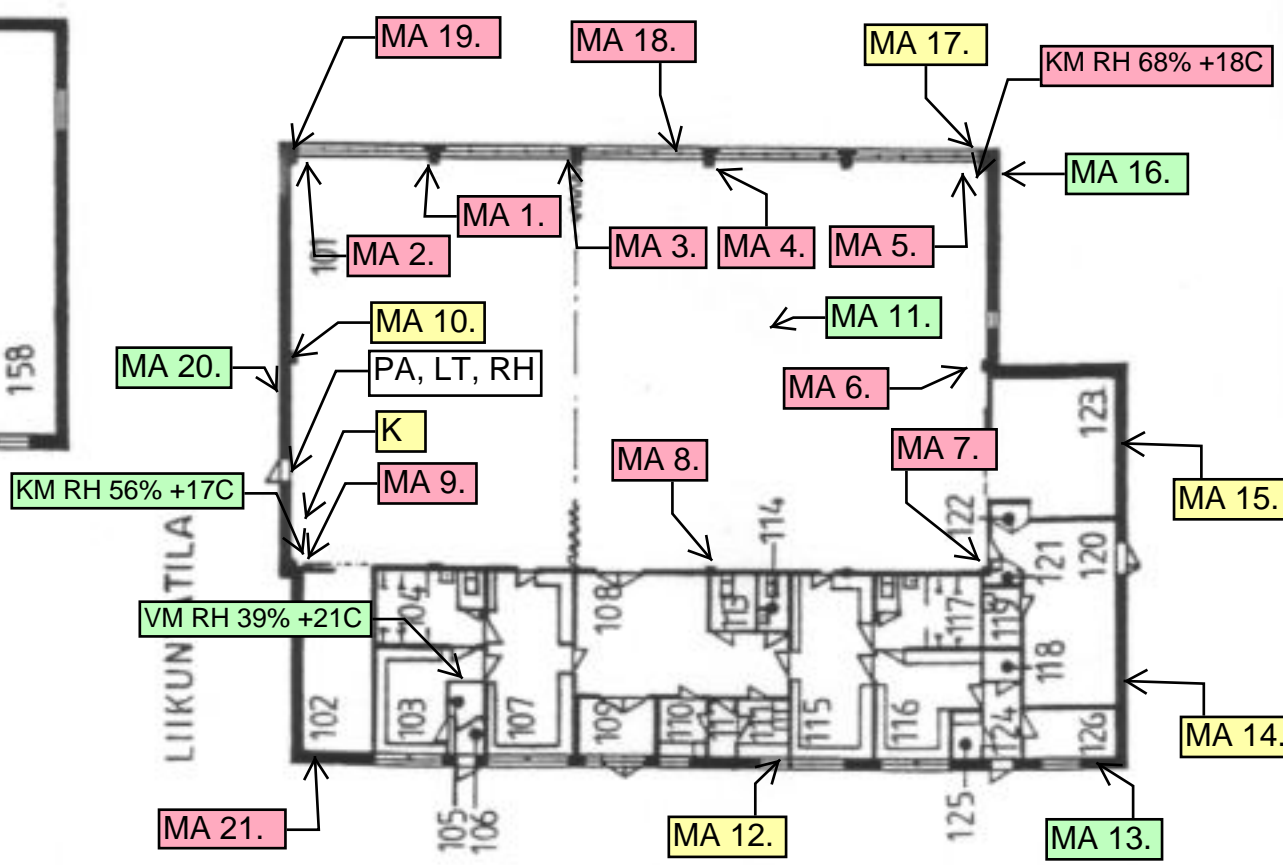 MA 19.
MA 18.
MA 17.
KM RH 68% +18C
MA 16.
MA 1.
MA 2.
MA 3.
MA 4.
MA 5.
101
MA 10.
MA 11.
MA 20.
PA, LT, RH
MA 6.
158
K
MA 9.
MA 8.
MA 7.
123
MA 15.
KM RH 56% +17C
114
122
121
120
LIIKUNTATILA
VM RH 39% +21C
104
108
113
117
119
118
102
103
107
109
110
112
111
115
116
124
126
MA 14.
105
106
125
MA 21.
MA 12.
MA 13.